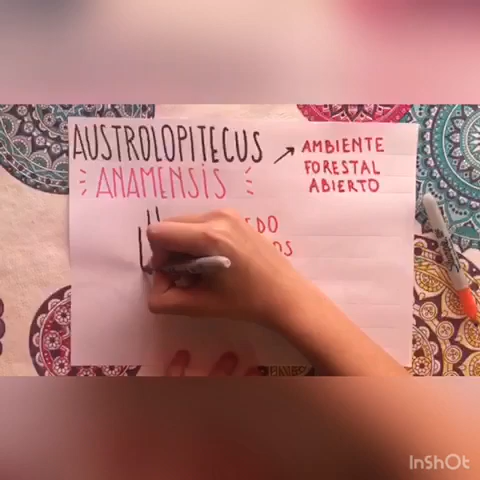 AUSTROLOPITECUS
ANAMENSIS
AMBIENTE
FORESTAL
ABIERTO
InShOt